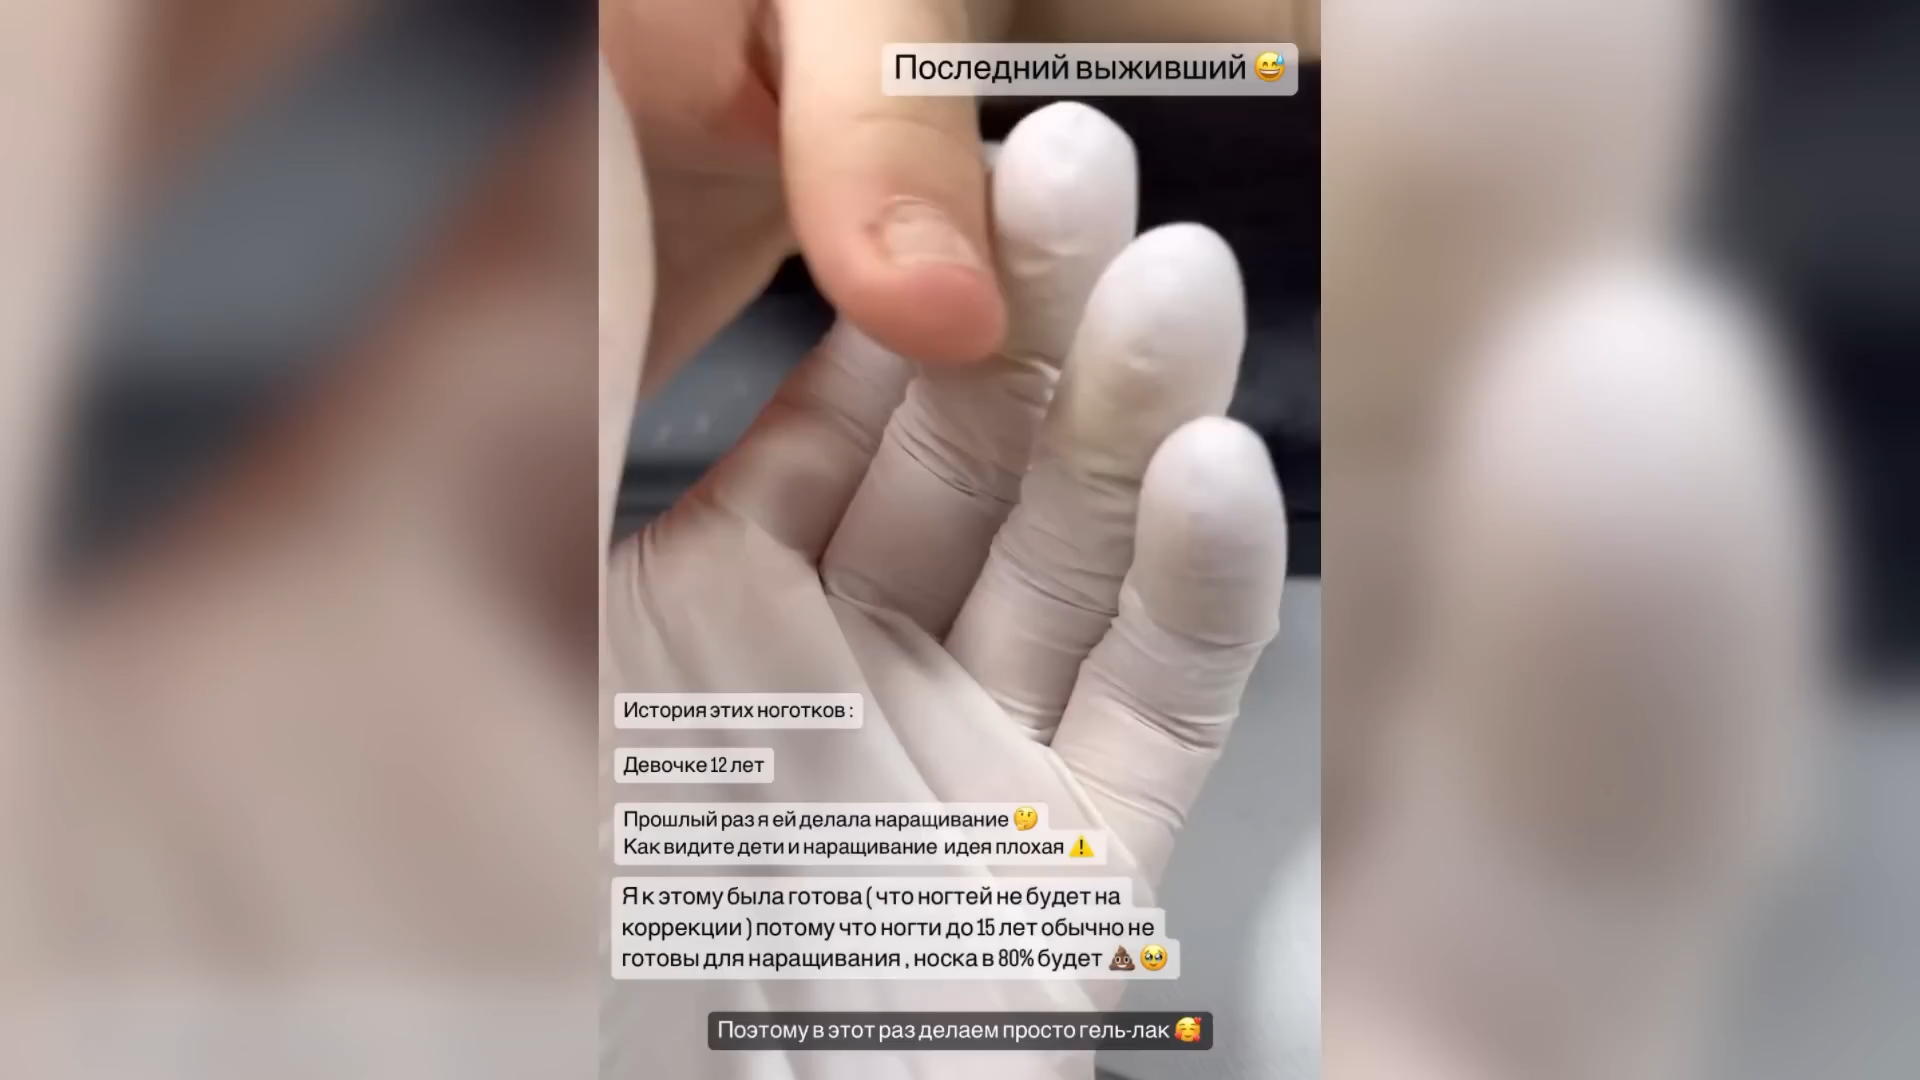 Последний выживший 😅
История этих ноготков :
Девочке 12 лет
Прошлый раз я ей делала наращивание 🤔
Как видите дети и наращивание идея плохая ⚠️
Я к этому была готова ( что ногтей не будет на
коррекции ) потому что ногти до 15 лет обычно не
готовы для наращивания , носка в 80% будет 💩🥹
Поэтому в этот раз делаем просто гель-лак 🥰